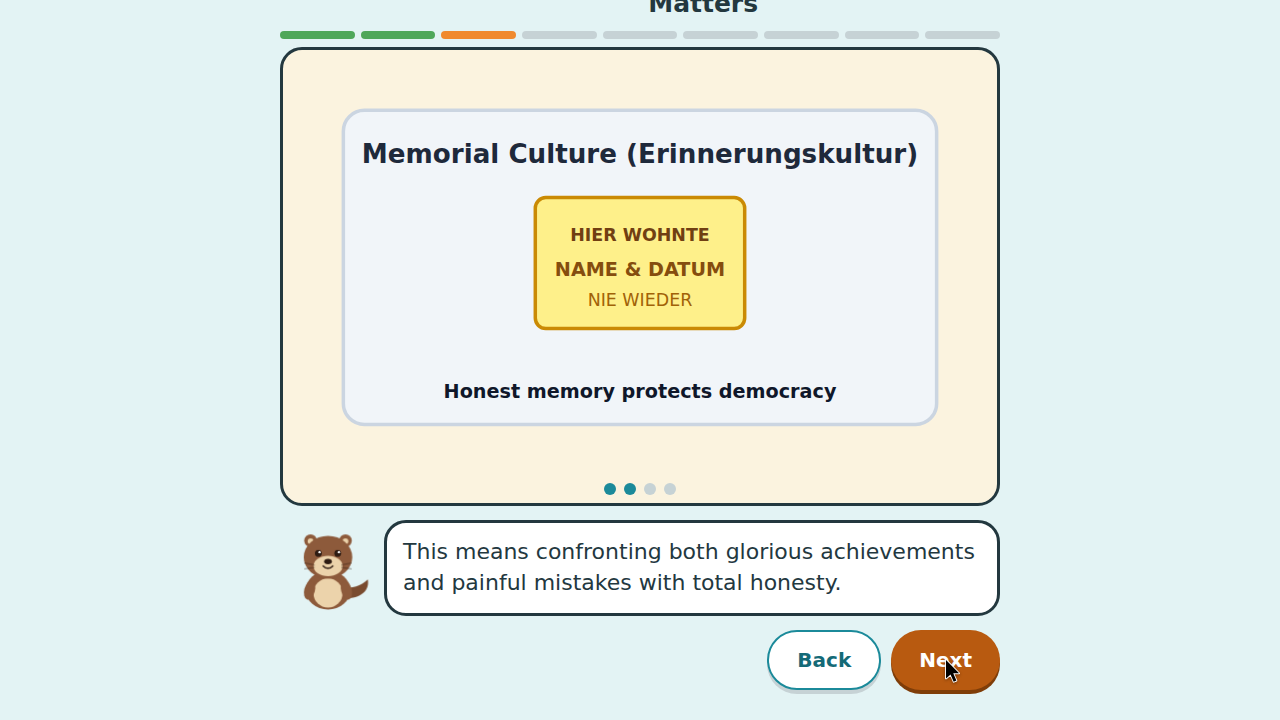 Matters
Memorial Culture (Erinnerungskultur)
HIER WOHNTE
NAME & DATUM
NIE WIEDER
Honest memory protects democracy
This means confronting both glorious achievements
and painful mistakes with total honesty.
Back
Next